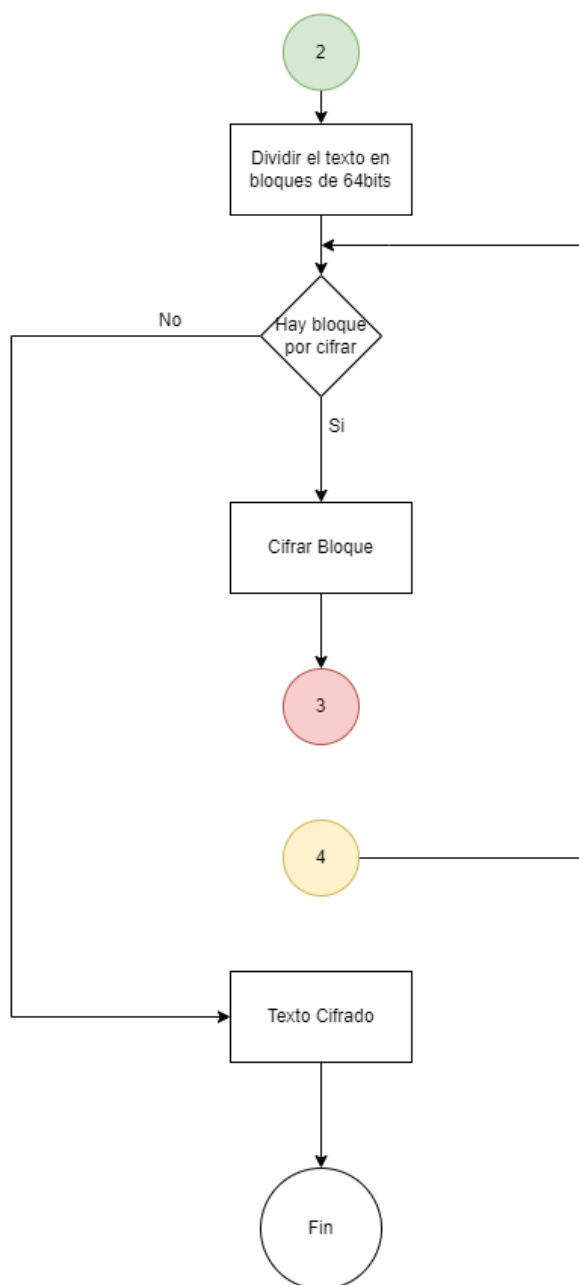 2
Dividir el texto en
bloques de 64bits
No
Hay bloque
por cifrar
Si
Cifrar Bloque
3
4
Texto Cifrado
Fin